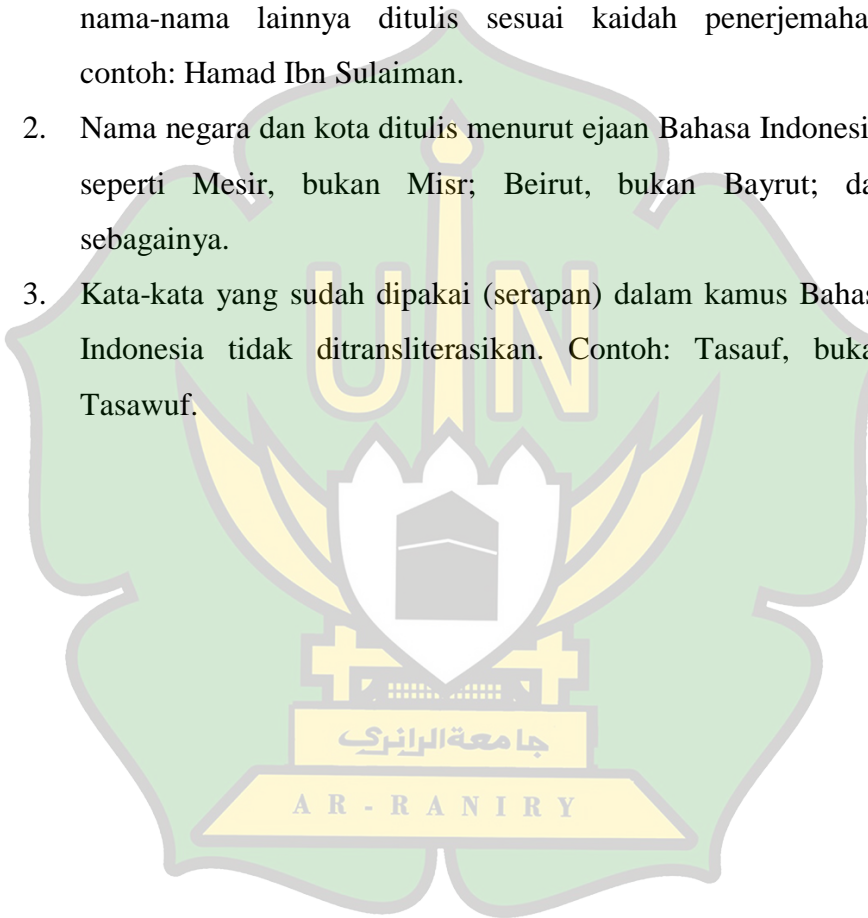 nama-nama lainnya ditulis sesuai kaidah penerjemaha
contoh: Hamad Ibn Sulaiman.
2. Nama negara dan kota ditulis menurut ejaan Bahasa Indonesi
seperti Mesir, bukan Misr; Beirut, bukan Bayrut; da
sebagainya.
3. Kata-kata yang sudah dipakai (serapan) dalam kamus Bahas
Indonesia tidak ditransliterasikan. Contoh: Tasauf, buka
Tasawuf.
UIN
جامعة الرانري
AR-RANIRY